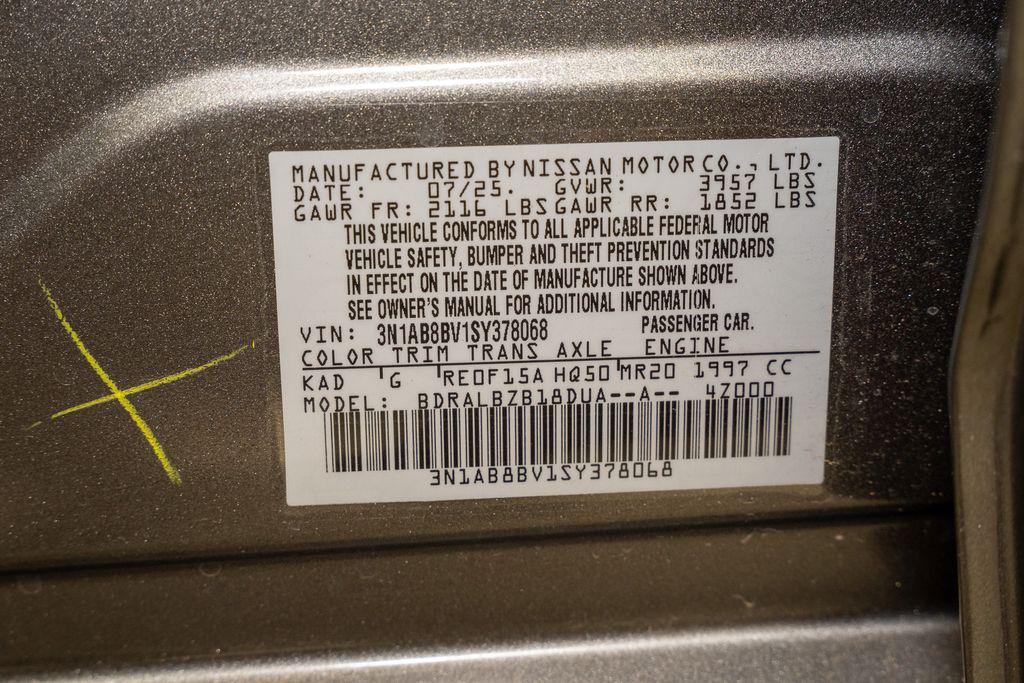 MANUFACTURED BY NISSAN MOTOR CO., LTD.
DATE: 07/25. GVWR: 3957 LBS
GAWR FR: 2116 LBS GAWR RR: 1852 LBS
THIS VEHICLE CONFORMS TO ALL APPLICABLE FEDERAL MOTOR
VEHICLE SAFETY, BUMPER AND THEFT PREVENTION STANDARDS
IN EFFECT ON THE DATE OF MANUFACTURE SHOWN ABOVE.
SEE OWNER'S MANUAL FOR ADDITIONAL INFORMATION.
VIN: 3N1AB8BV1SY378068 PASSENGER CAR.
COLOR TRIM TRANS AXLE ENGINE
KAD G RE0F15A HQ50 MR20 1997 CC
MODEL: BDRALBZB18DUA--A-- 4Z000
3N1AB8BV1SY378068